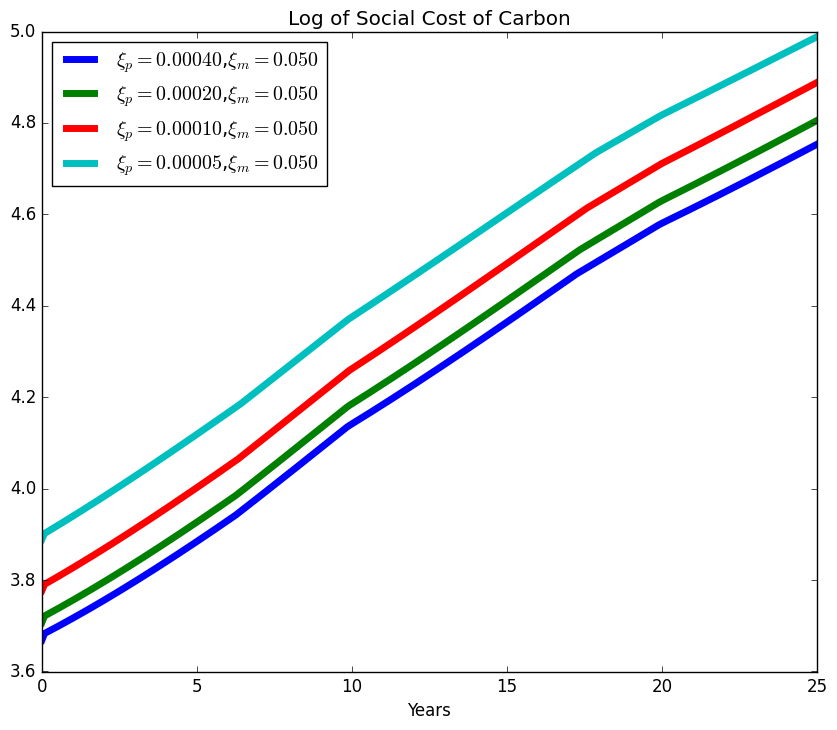 Log of Social Cost of Carbon
5.0
ξp = 0.00040,ξm = 0.050
ξp = 0.00020,ξm = 0.050
ξp = 0.00010,ξm = 0.050
ξp = 0.00005,ξm = 0.050
4.8
4.6
4.4
4.2
4.0
3.8
3.6
0 5 10 15 20 25
Years